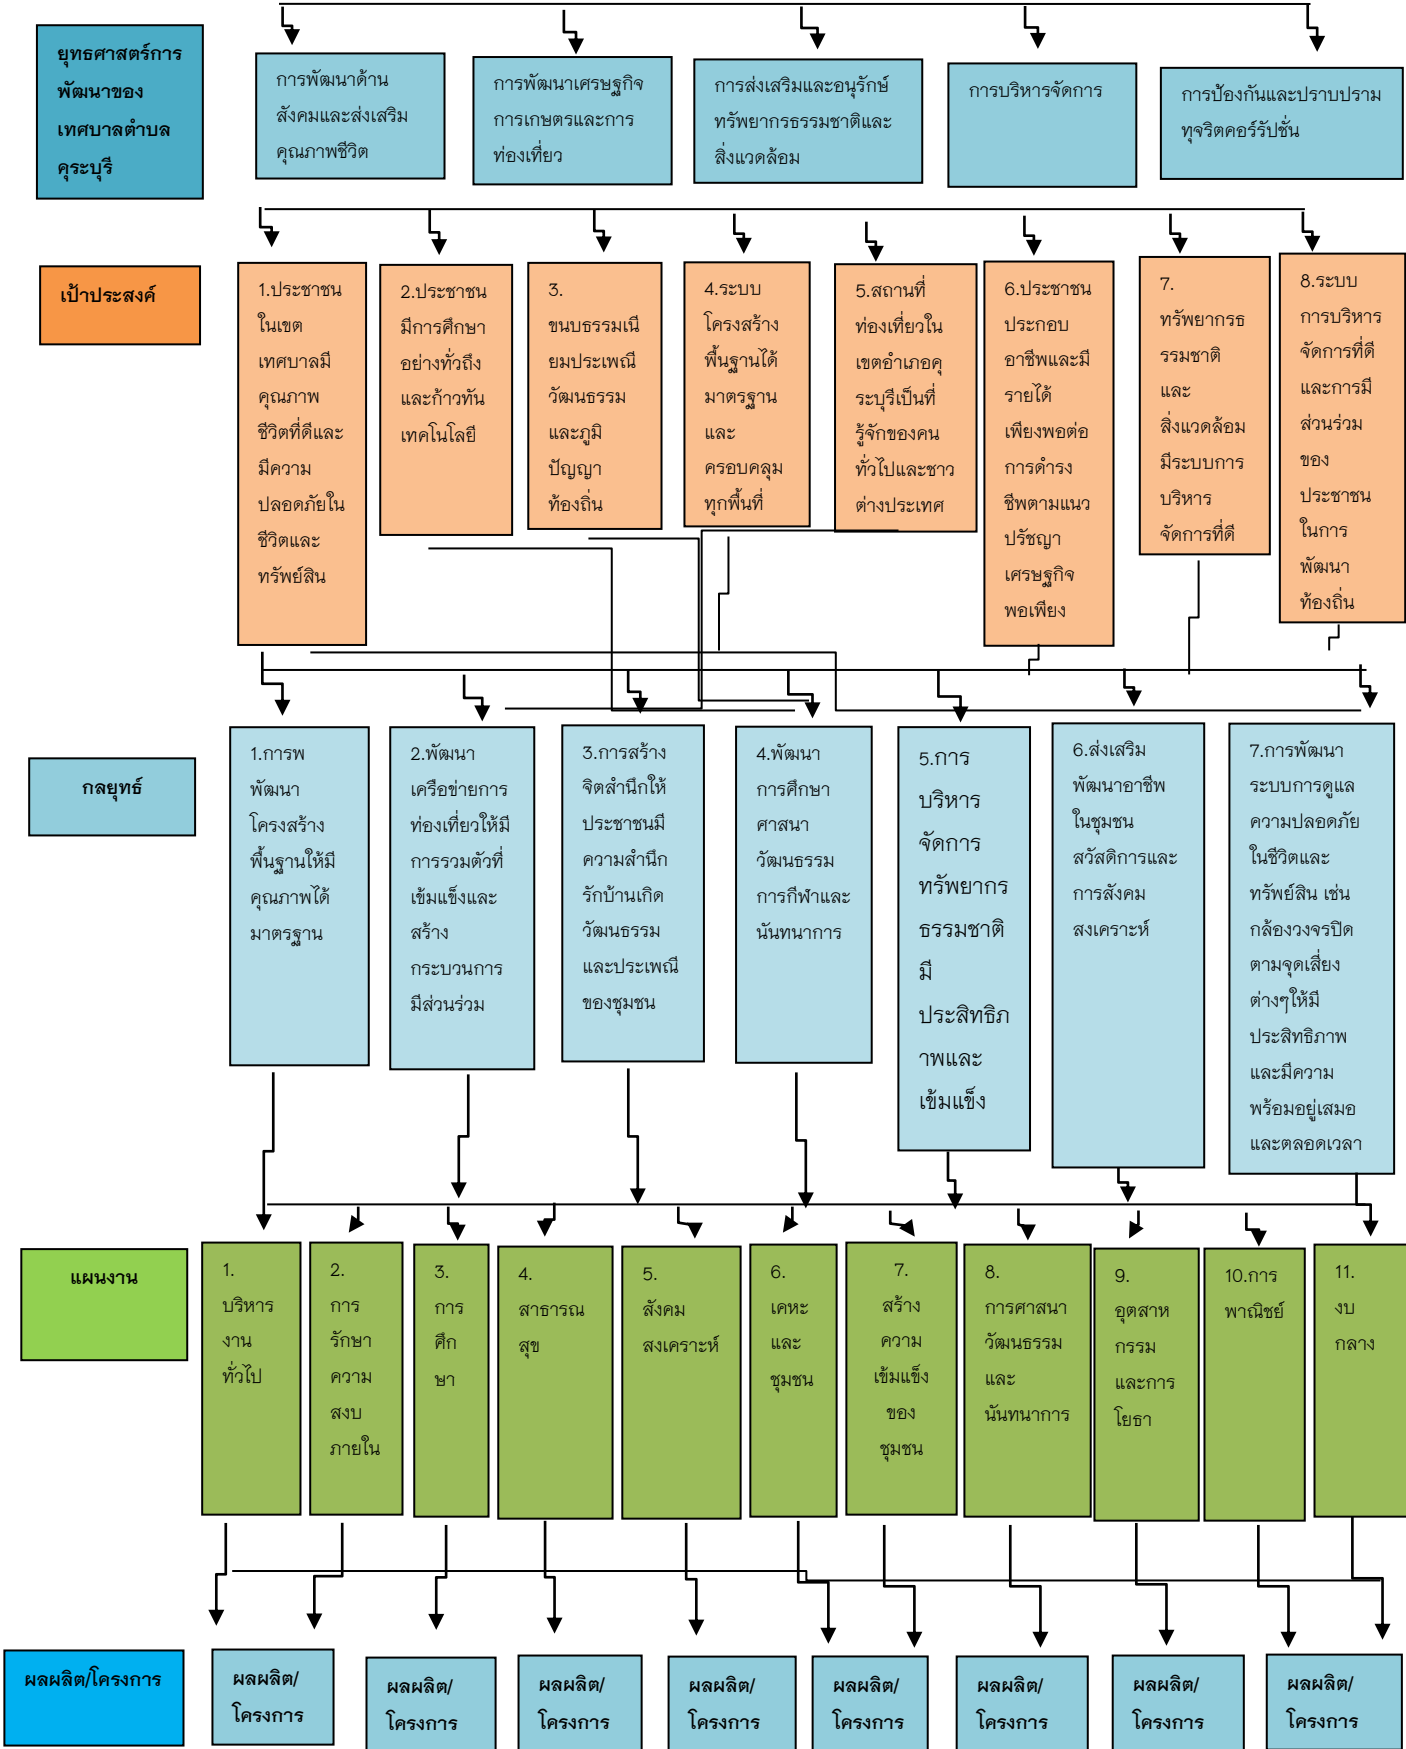 ยุทธศาสตร์การ
พัฒนาของ
เทศบาลตำบล
คุระบุรี
การพัฒนาด้าน
สังคมและส่งเสริม
คุณภาพชีวิต
การพัฒนาเศรษฐกิจ
การเกษตรและการ
ท่องเที่ยว
การส่งเสริมและอนุรักษ์
ทรัพยากรธรรมชาติและ
สิ่งแวดล้อม
การบริหารจัดการ
การป้องกันและปราบปราม
ทุจริตคอร์รัปชั่น
เป้าประสงค์
1.ประชาชน
ในเขต
เทศบาลมี
คุณภาพ
ชีวิตที่ดีและ
มีความ
ปลอดภัยใน
ชีวิตและ
ทรัพย์สิน
2.ประชาชน
มีการศึกษา
อย่างทั่วถึง
และก้าวทัน
เทคโนโลยี
3.
ขนบธรรมเนี
ยมประเพณี
วัฒนธรรม
และภูมิ
ปัญญา
ท้องถิ่น
4.ระบบ
โครงสร้าง
พื้นฐานได้
มาตรฐาน
และ
ครอบคลุม
ทุกพื้นที่
5.สถานที่
ท่องเที่ยวใน
เขตอำเภอคุ
ระบุรีเป็นที่
รู้จักของคน
ทั่วไปและชาว
ต่างประเทศ
6.ประชาชน
ประกอบ
อาชีพและมี
รายได้
เพียงพอต่อ
การดำรง
ชีพตามแนว
ปรัชญา
เศรษฐกิจ
พอเพียง
7.
ทรัพยากรธ
รรมชาติ
และ
สิ่งแวดล้อม
มีระบบการ
บริหาร
จัดการที่ดี
8.ระบบ
การบริหาร
จัดการที่ดี
และการมี
ส่วนร่วม
ของ
ประชาชน
ในการ
พัฒนา
ท้องถิ่น
กลยุทธ์
1.การพ
พัฒนา
โครงสร้าง
พื้นฐานให้มี
คุณภาพได้
มาตรฐาน
2.พัฒนา
เครือข่ายการ
ท่องเที่ยวให้มี
การรวมตัวที่
เข้มแข็งและ
สร้าง
กระบวนการ
มีส่วนร่วม
3.การสร้าง
จิตสำนึกให้
ประชาชนมี
ความสำนึก
รักบ้านเกิด
วัฒนธรรม
และประเพณี
ของชุมชน
4.พัฒนา
การศึกษา
ศาสนา
วัฒนธรรม
การกีฬาและ
นันทนาการ
5.การ
บริหาร
จัดการ
ทรัพยากร
ธรรมชาติ
มี
ประสิทธิภ
าพและ
เข้มแข็ง
6.ส่งเสริม
พัฒนาอาชีพ
ในชุมชน
สวัสดิการและ
การสังคม
สงเคราะห์
7.การพัฒนา
ระบบการดูแล
ความปลอดภัย
ในชีวิตและ
ทรัพย์สิน เช่น
กล้องวงจรปิด
ตามจุดเสี่ยง
ต่างๆให้มี
ประสิทธิภาพ
และมีความ
พร้อมอยู่เสมอ
และตลอดเวลา
แผนงาน
1.
บริหาร
งาน
ทั่วไป
2.
การ
รักษา
ความ
สงบ
ภายใน
3.
การ
ศึก
ษา
4.
สาธารณ
สุข
5.
สังคม
สงเคราะห์
6.
เคหะ
และ
ชุมชน
7.
สร้าง
ความ
เข้มแข็ง
ของ
ชุมชน
8.
การศาสนา
วัฒนธรรม
และ
นันทนาการ
9.
อุตสาห
กรรม
และการ
โยธา
10.การ
พาณิชย์
11.
งบ
กลาง
ผลผลิต/โครงการ
ผลผลิต/
โครงการ
ผลผลิต/
โครงการ
ผลผลิต/
โครงการ
ผลผลิต/
โครงการ
ผลผลิต/
โครงการ
ผลผลิต/
โครงการ
ผลผลิต/
โครงการ
ผลผลิต/
โครงการ